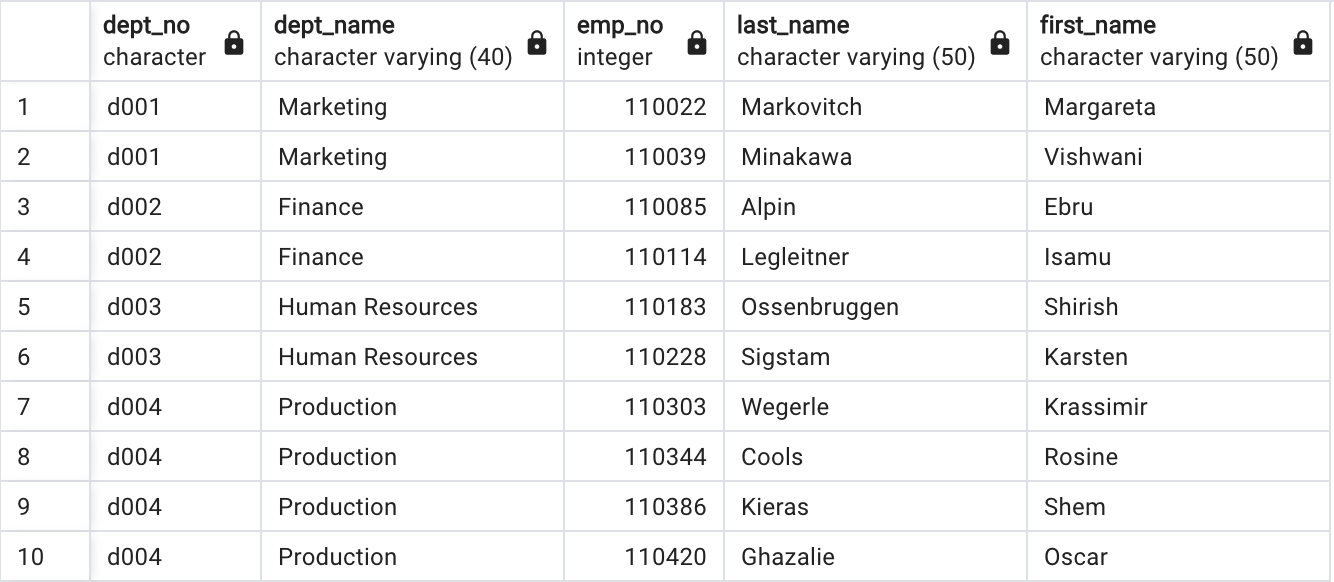 dept_no dept_name emp_no last_name first_name
character character varying (40) integer character varying (50) character varying (50)
1 d001 Marketing 110022 Markovitch Margareta
2 d001 Marketing 110039 Minakawa Vishwani
3 d002 Finance 110085 Alpin Ebru
4 d002 Finance 110114 Legleitner Isamu
5 d003 Human Resources 110183 Ossenbruggen Shirish
6 d003 Human Resources 110228 Sigstam Karsten
7 d004 Production 110303 Wegerle Krassimir
8 d004 Production 110344 Cools Rosine
9 d004 Production 110386 Kieras Shem
10 d004 Production 110420 Ghazalie Oscar